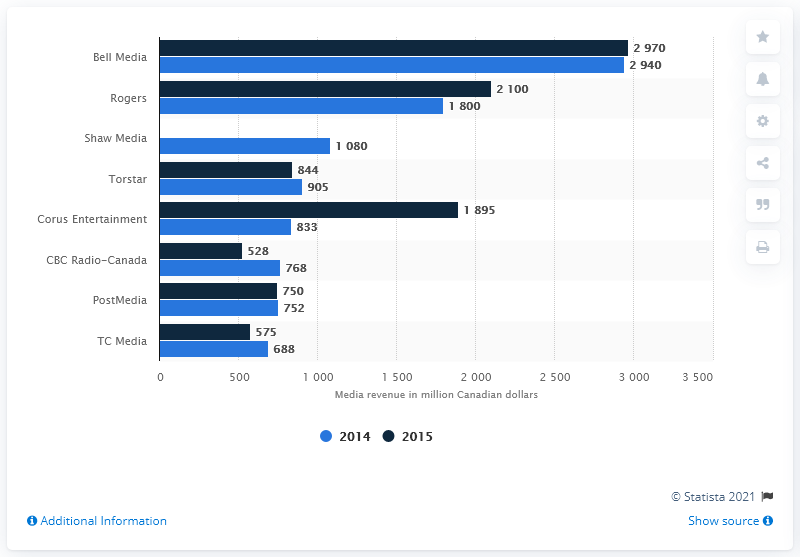 Bell Media
2 970
2 940
Rogers
2 100
1 800
Shaw Media
1 080
Torstar
844
905
Corus Entertainment
1 895
833
CBC Radio-Canada
528
768
PostMedia
750
752
TC Media
575
688
0 500 1 000 1 500 2 000 2 500 3 000 3 500
Media revenue in million Canadian dollars
2014 2015
© Statista 2021
Additional Information Show source